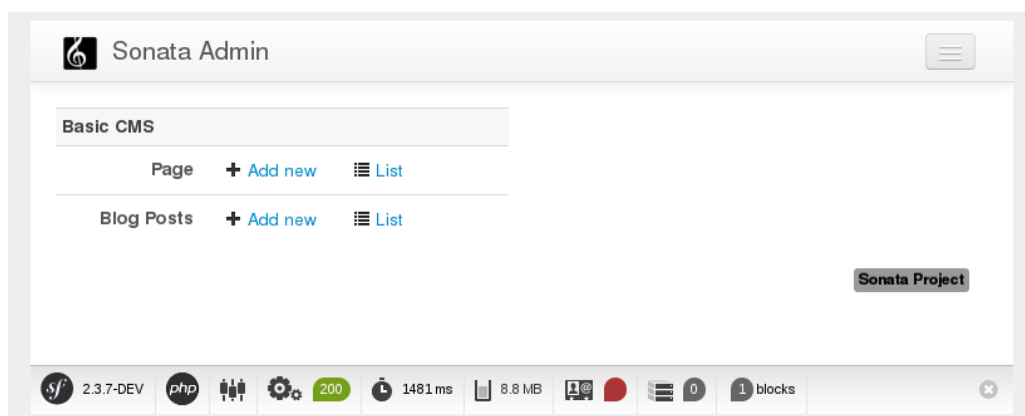 Sonata Admin
Basic CMS
Page Add new List
Blog Posts Add new List
Sonata Project
sf 2.3.7-DEV php 200 1481 ms 8.8 MB 0 1 blocks